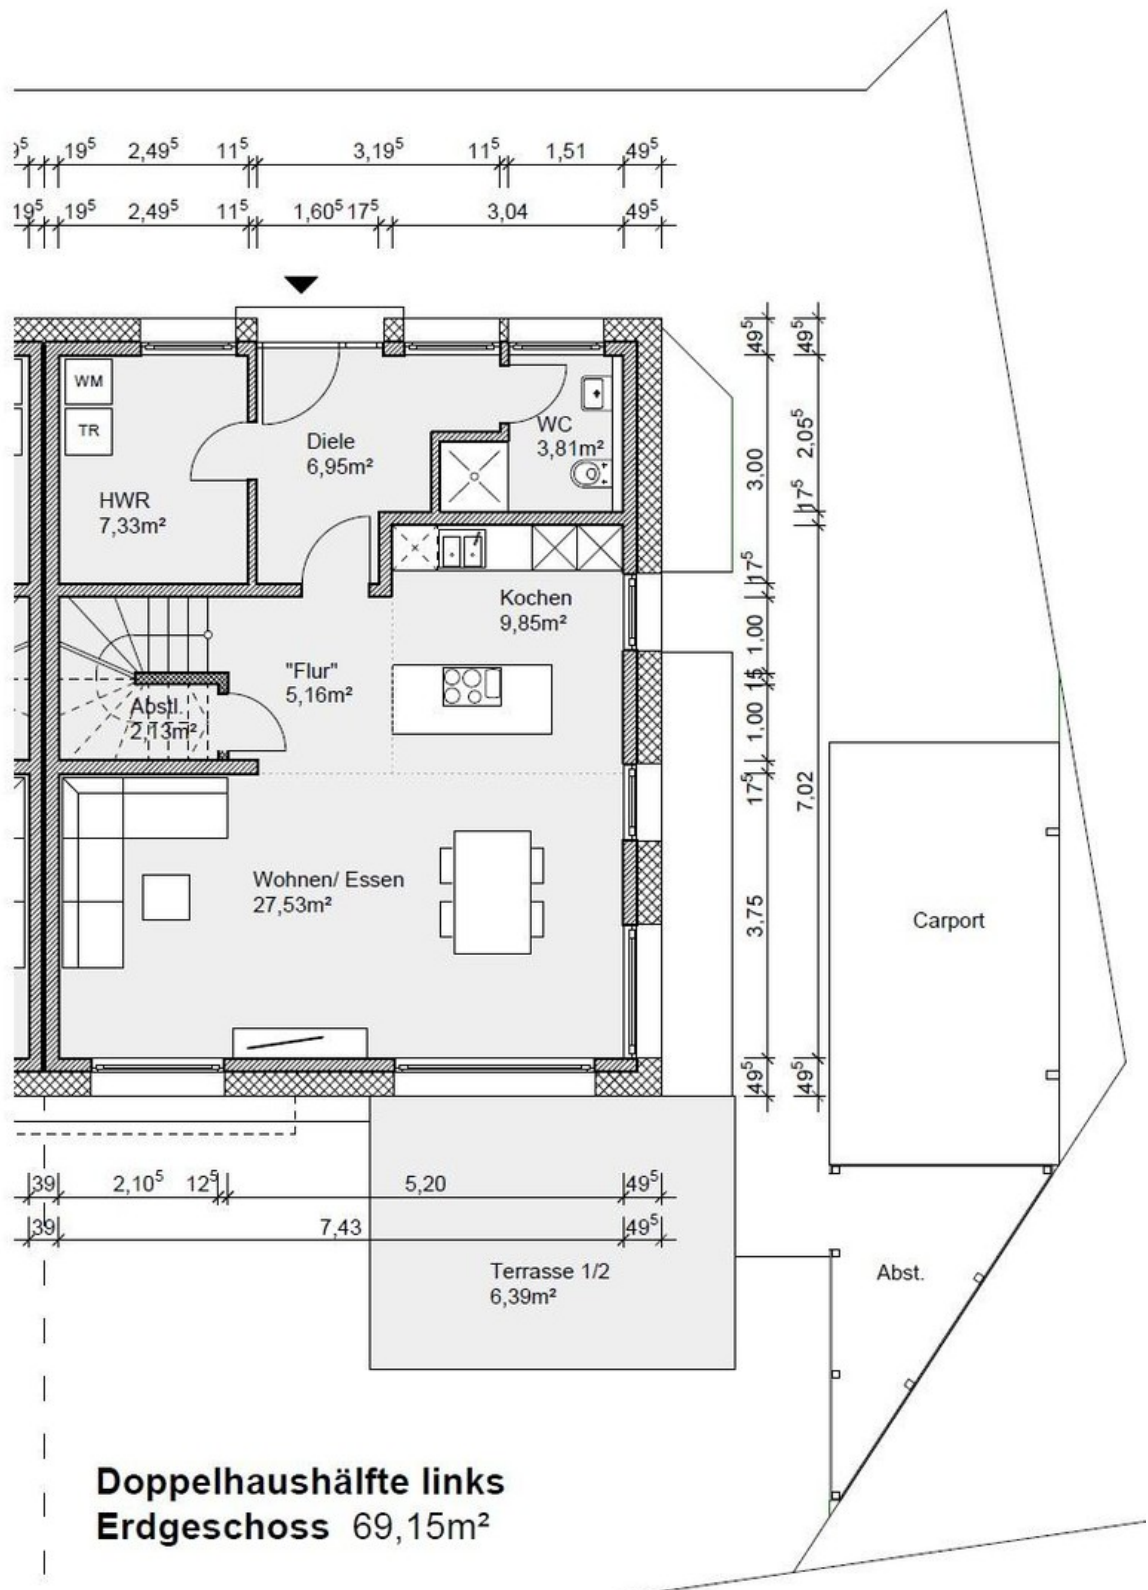 9⁵ 19⁵ 2,49⁵ 11⁵ 3,19⁵ 11⁵ 1,51 49⁵
19⁵ 19⁵ 2,49⁵ 11⁵ 1,60⁵ 17⁵ 3,04 49⁵
49⁵ 49⁵
WM
TR
Diele
6,95m²
WC
3,81m²
3,00
2,05⁵
HWR
7,33m²
17⁵
17⁵
Kochen
9,85m²
1,00
"Flur"
5,16m²
15
Abstl.
2,13m²
1,00
17⁵
7,02
Wohnen/ Essen
27,53m²
3,75
Carport
49⁵ 49⁵
39 2,10⁵ 12⁵ 5,20 49⁵
39 7,43 49⁵
Terrasse 1/2
6,39m²
Abst.
Doppelhaushälfte links
Erdgeschoss 69,15m²